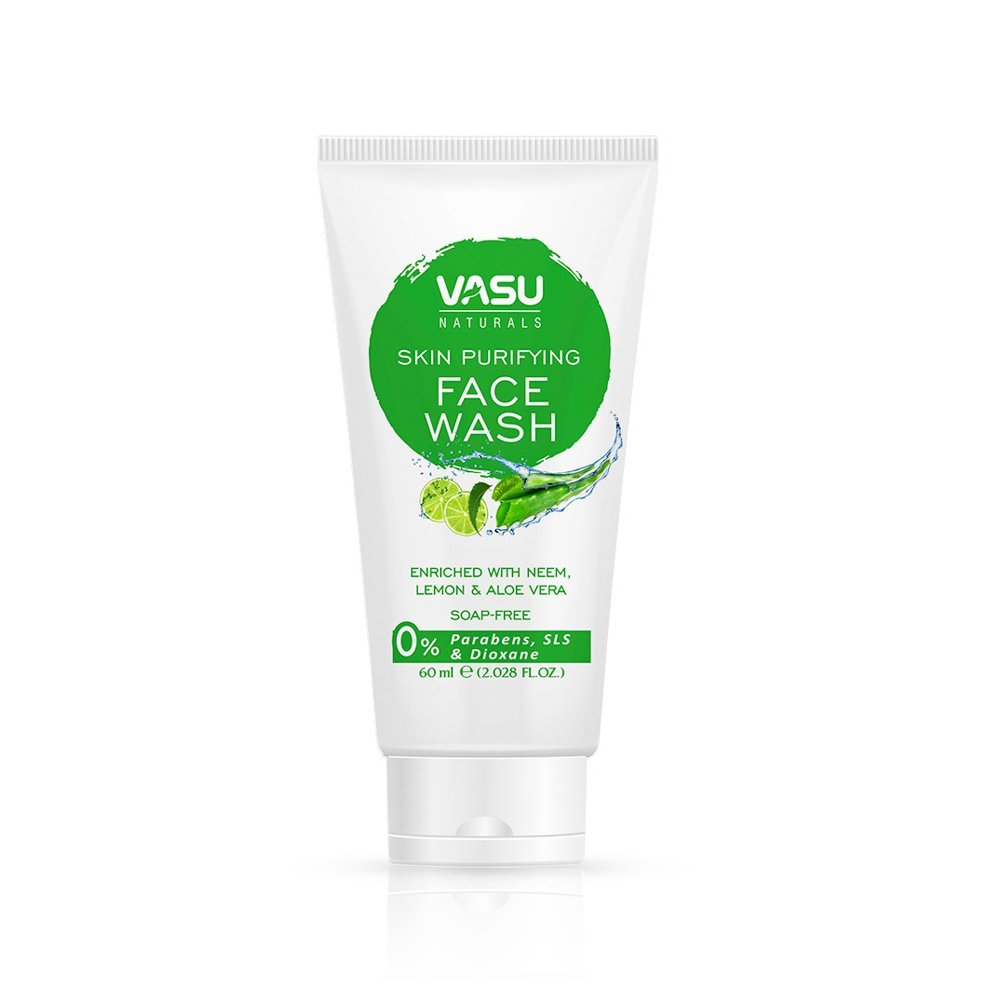 VASU
NATURALS
SKIN PURIFYING
FACE
WASH
ENRICHED WITH NEEM,
LEMON & ALOE VERA
SOAP-FREE
0% Parabens, SLS
& Dioxane
60 ml ℮ (2.028 FL.OZ.)